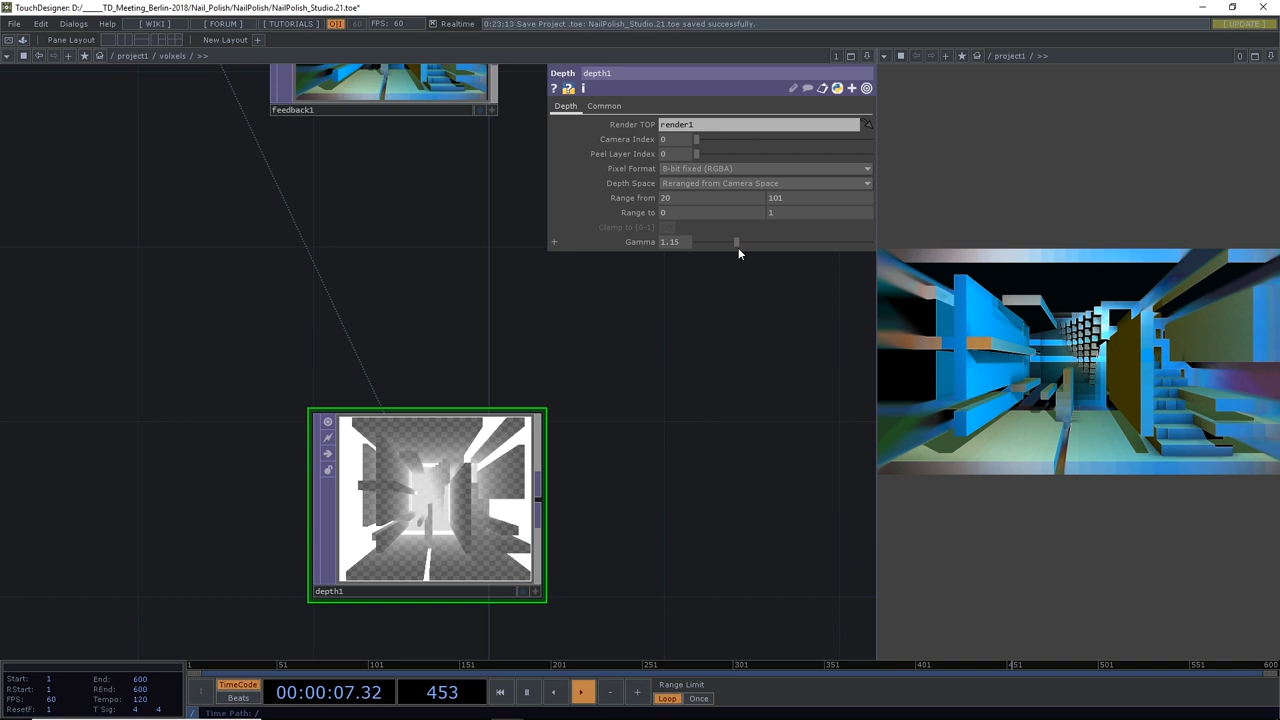 TouchDesigner: D:/_____TD_Meeting_Berlin-2018/Nail_Polish/NailPolish/NailPolish_Studio.21.toe*
File Edit Dialogs Help [ WIKI ] [ FORUM ] [ TUTORIALS ] O|I 60 FPS: 60 Realtime 0:23:13 Save Project .toe: NailPolish_Studio.21.toe saved successfully. [ UPDATE ]
Pane Layout New Layout +
/ project1 / volxels / >> 1 / project1 / >> 0
Depth depth1
? ? i
Depth Common
Render TOP render1
Camera Index 0
Peel Layer Index 0
Pixel Format 8-bit fixed (RGBA)
Depth Space Reranged from Camera Space
Range from 20 101
Range to 0 1
Clamp to [0-1]
+ Gamma 1.15
feedback1
depth1
1 51 101 151 201 251 301 351 401 451 501 551 600
Start: 1 End: 600
RStart: 1 REnd: 600
FPS: 60 Tempo: 120
ResetF: 1 T Sig: 4 4
TimeCode
Beats
00:00:07.32 453
Range Limit
Loop Once
/ Time Path: /